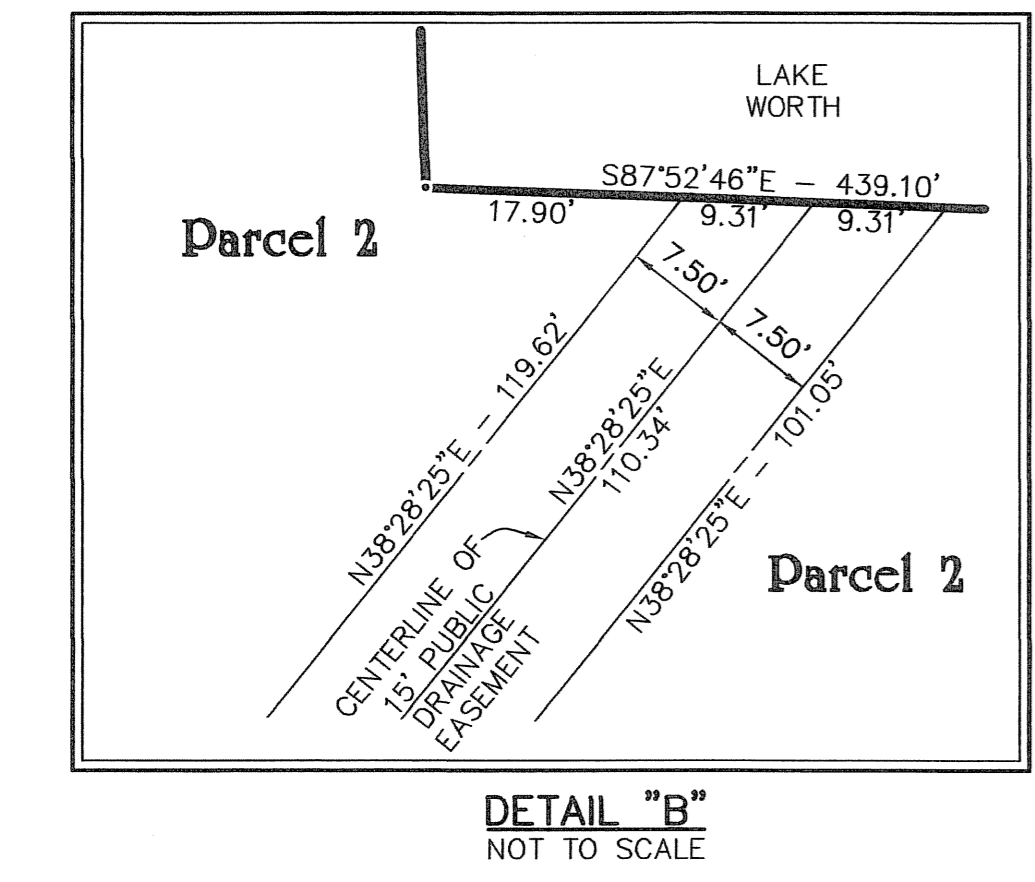 LAKE
WORTH
S87°52'46"E – 439.10'
17.90'
9.31'
9.31'
Parcel 2
7.50'
7.50'
N38°28'25"E – 119.62'
N38°28'25"E
110.34'
N38°28'25"E – 101.05'
CENTERLINE OF
15' PUBLIC
DRAINAGE
EASEMENT
Parcel 2
DETAIL "B"
NOT TO SCALE